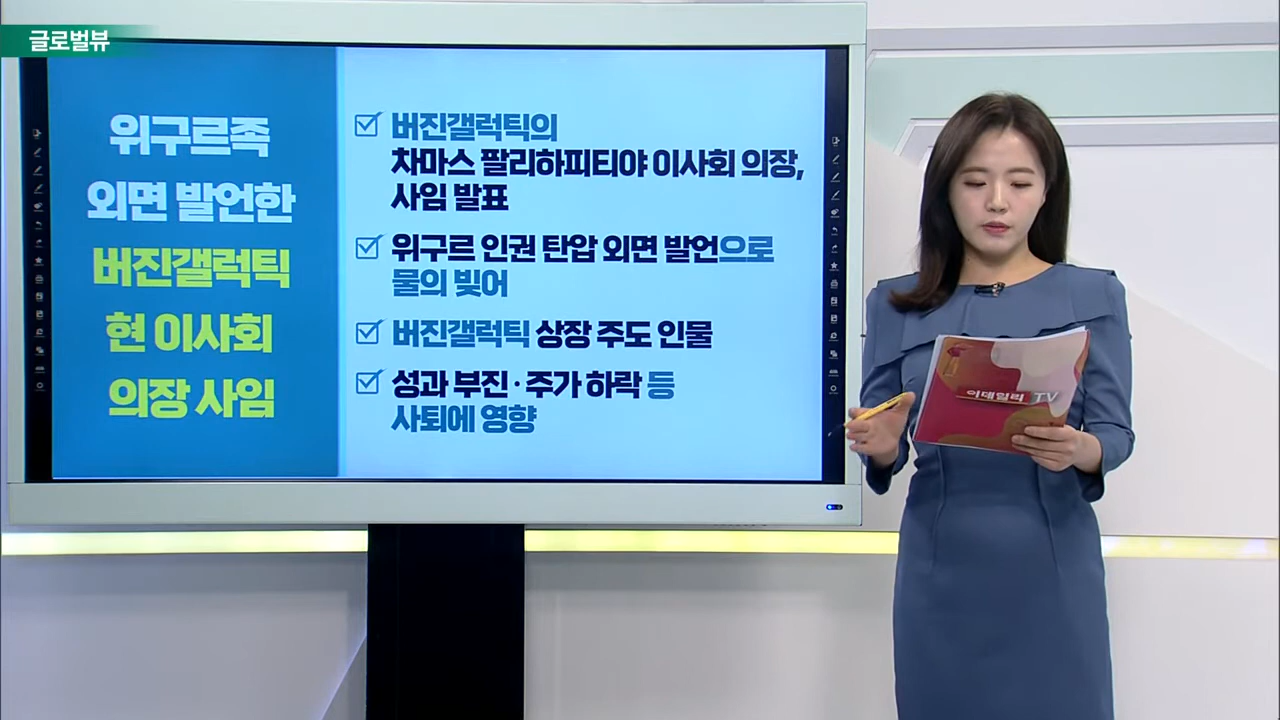 글로벌뷰
위구르족
외면 발언한
버진갤럭틱
현 이사회
의장 사임
버진갤럭틱의
차마스 팔리하피티야 이사회 의장,
사임 발표
위구르 인권 탄압 외면 발언으로
물의 빚어
버진갤럭틱 상장 주도 인물
성과 부진·주가 하락 등
사퇴에 영향
이데일리 TV